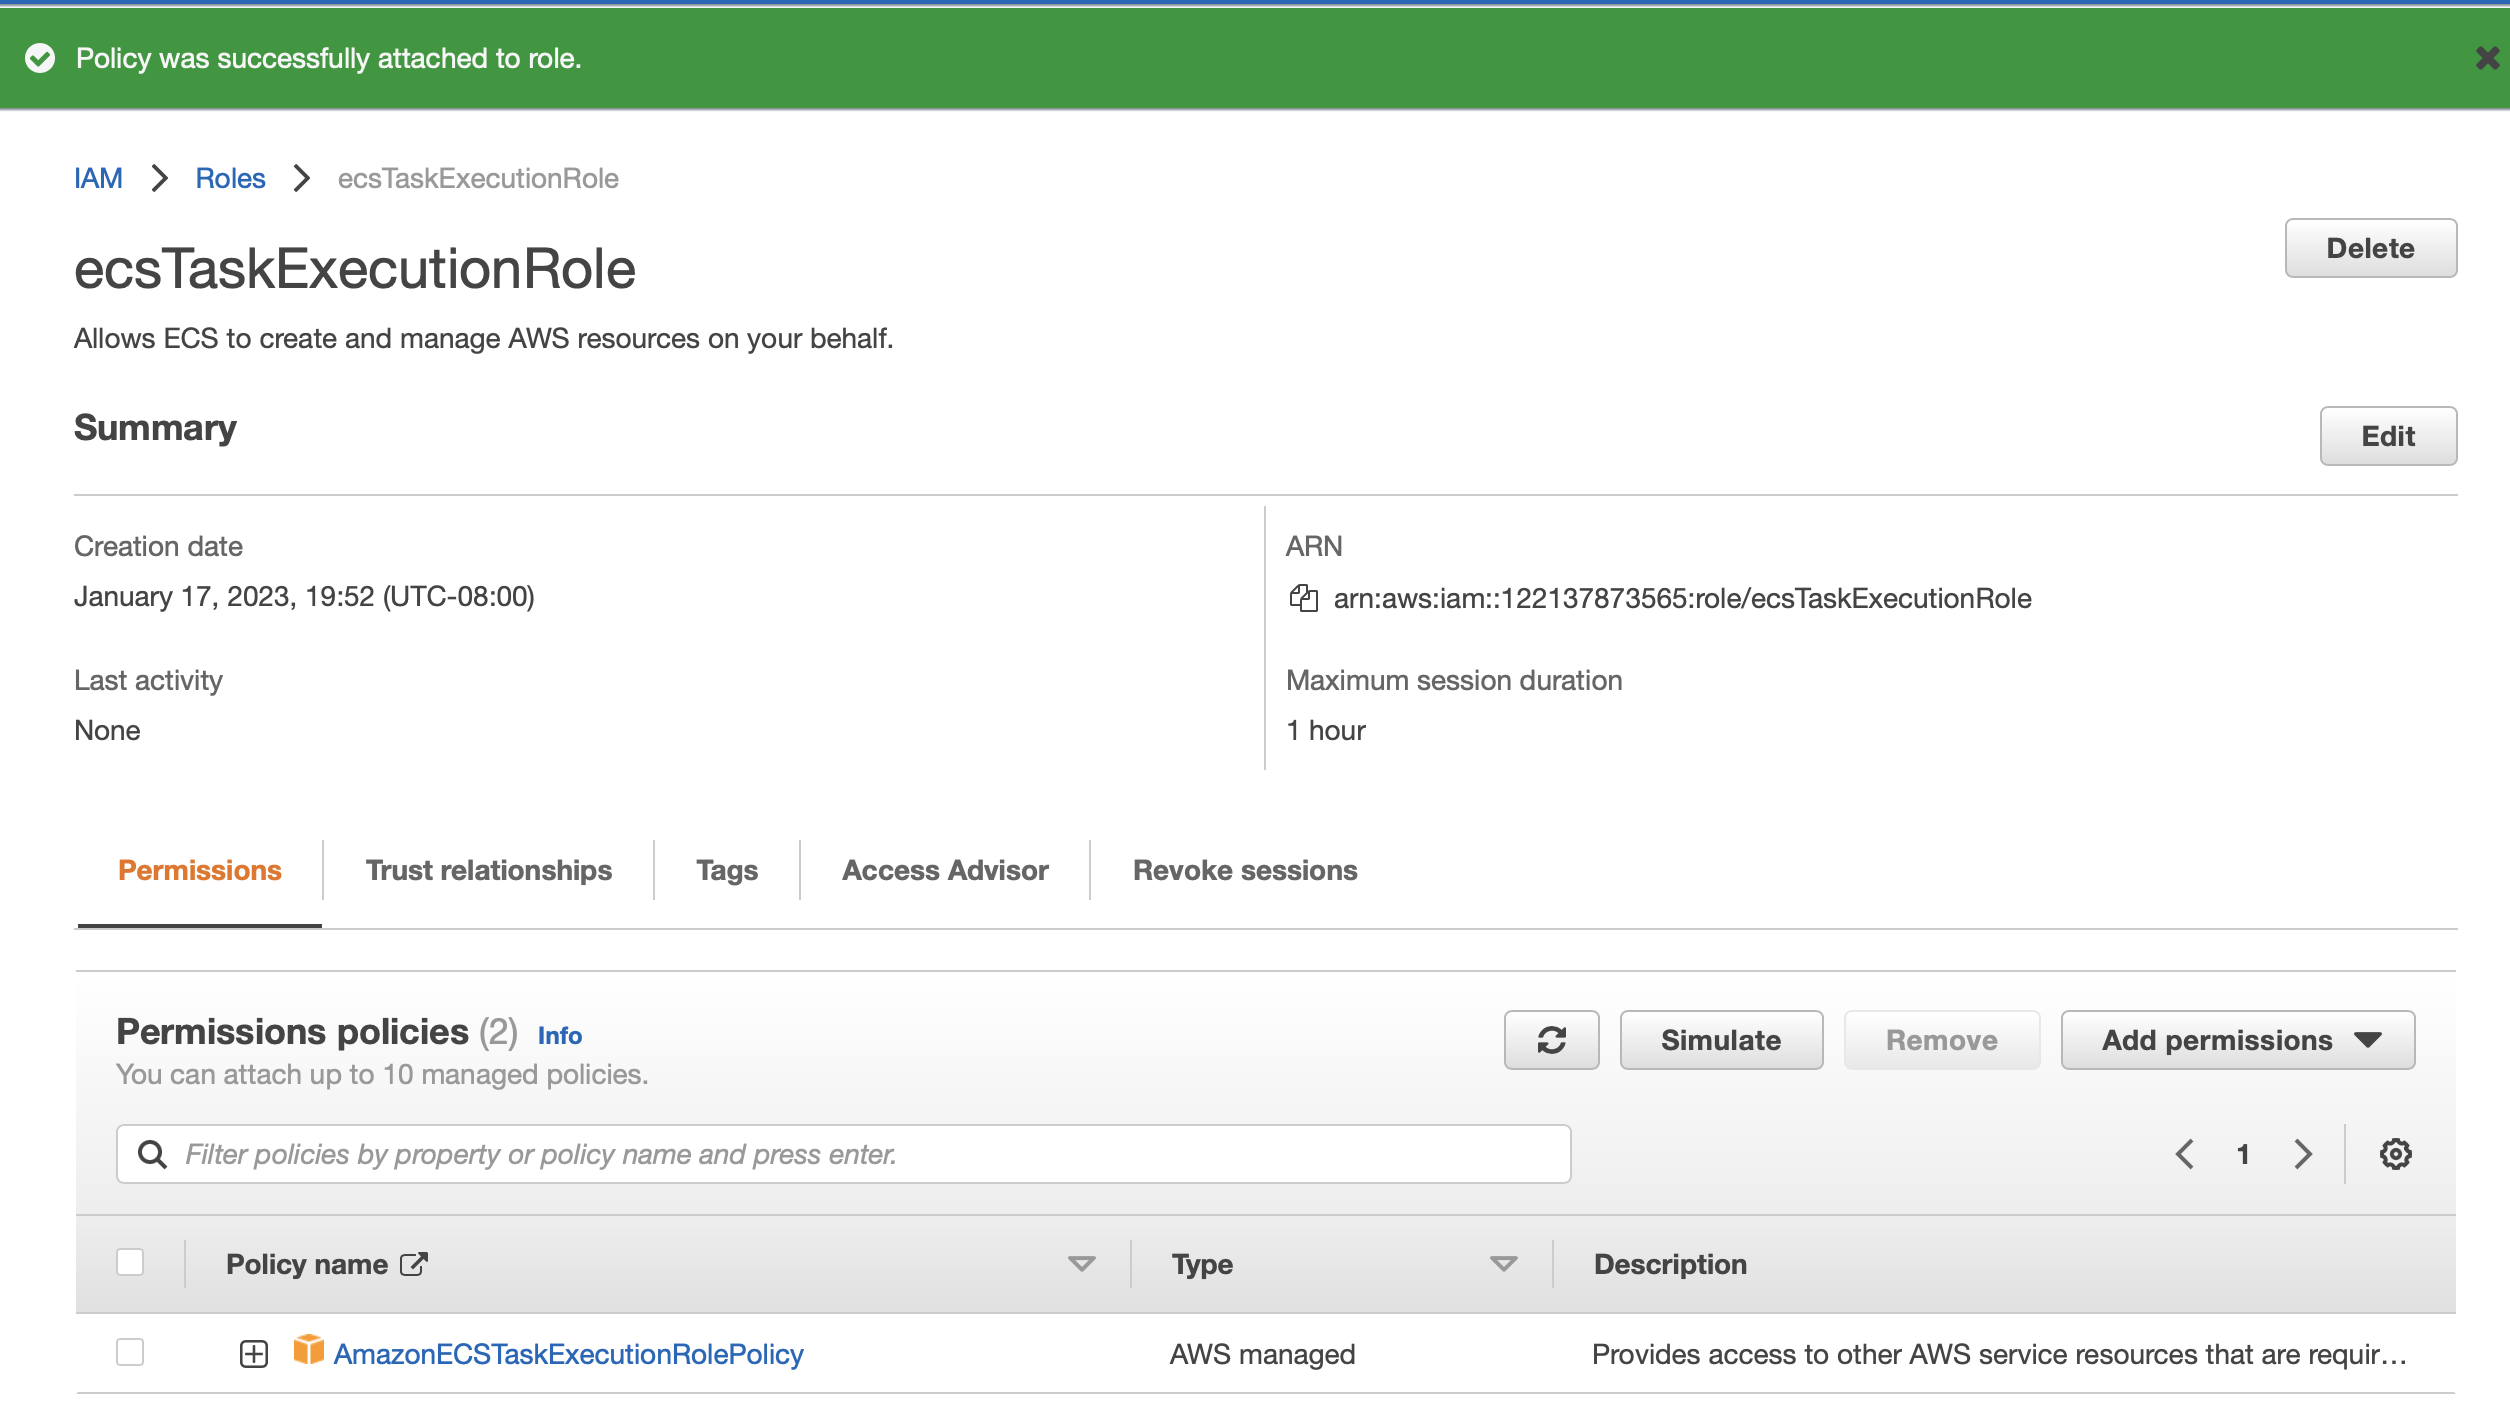 Policy was successfully attached to role.
IAM > Roles > ecsTaskExecutionRole
ecsTaskExecutionRole
Delete
Allows ECS to create and manage AWS resources on your behalf.
Summary
Edit
Creation date
January 17, 2023, 19:52 (UTC-08:00)
ARN
arn:aws:iam::122137873565:role/ecsTaskExecutionRole
Last activity
None
Maximum session duration
1 hour
Permissions Trust relationships Tags Access Advisor Revoke sessions
Permissions policies (2) Info
You can attach up to 10 managed policies.
Simulate Remove Add permissions
Filter policies by property or policy name and press enter.
1
Policy name Type Description
AmazonECSTaskExecutionRolePolicy AWS managed Provides access to other AWS service resources that are requir...